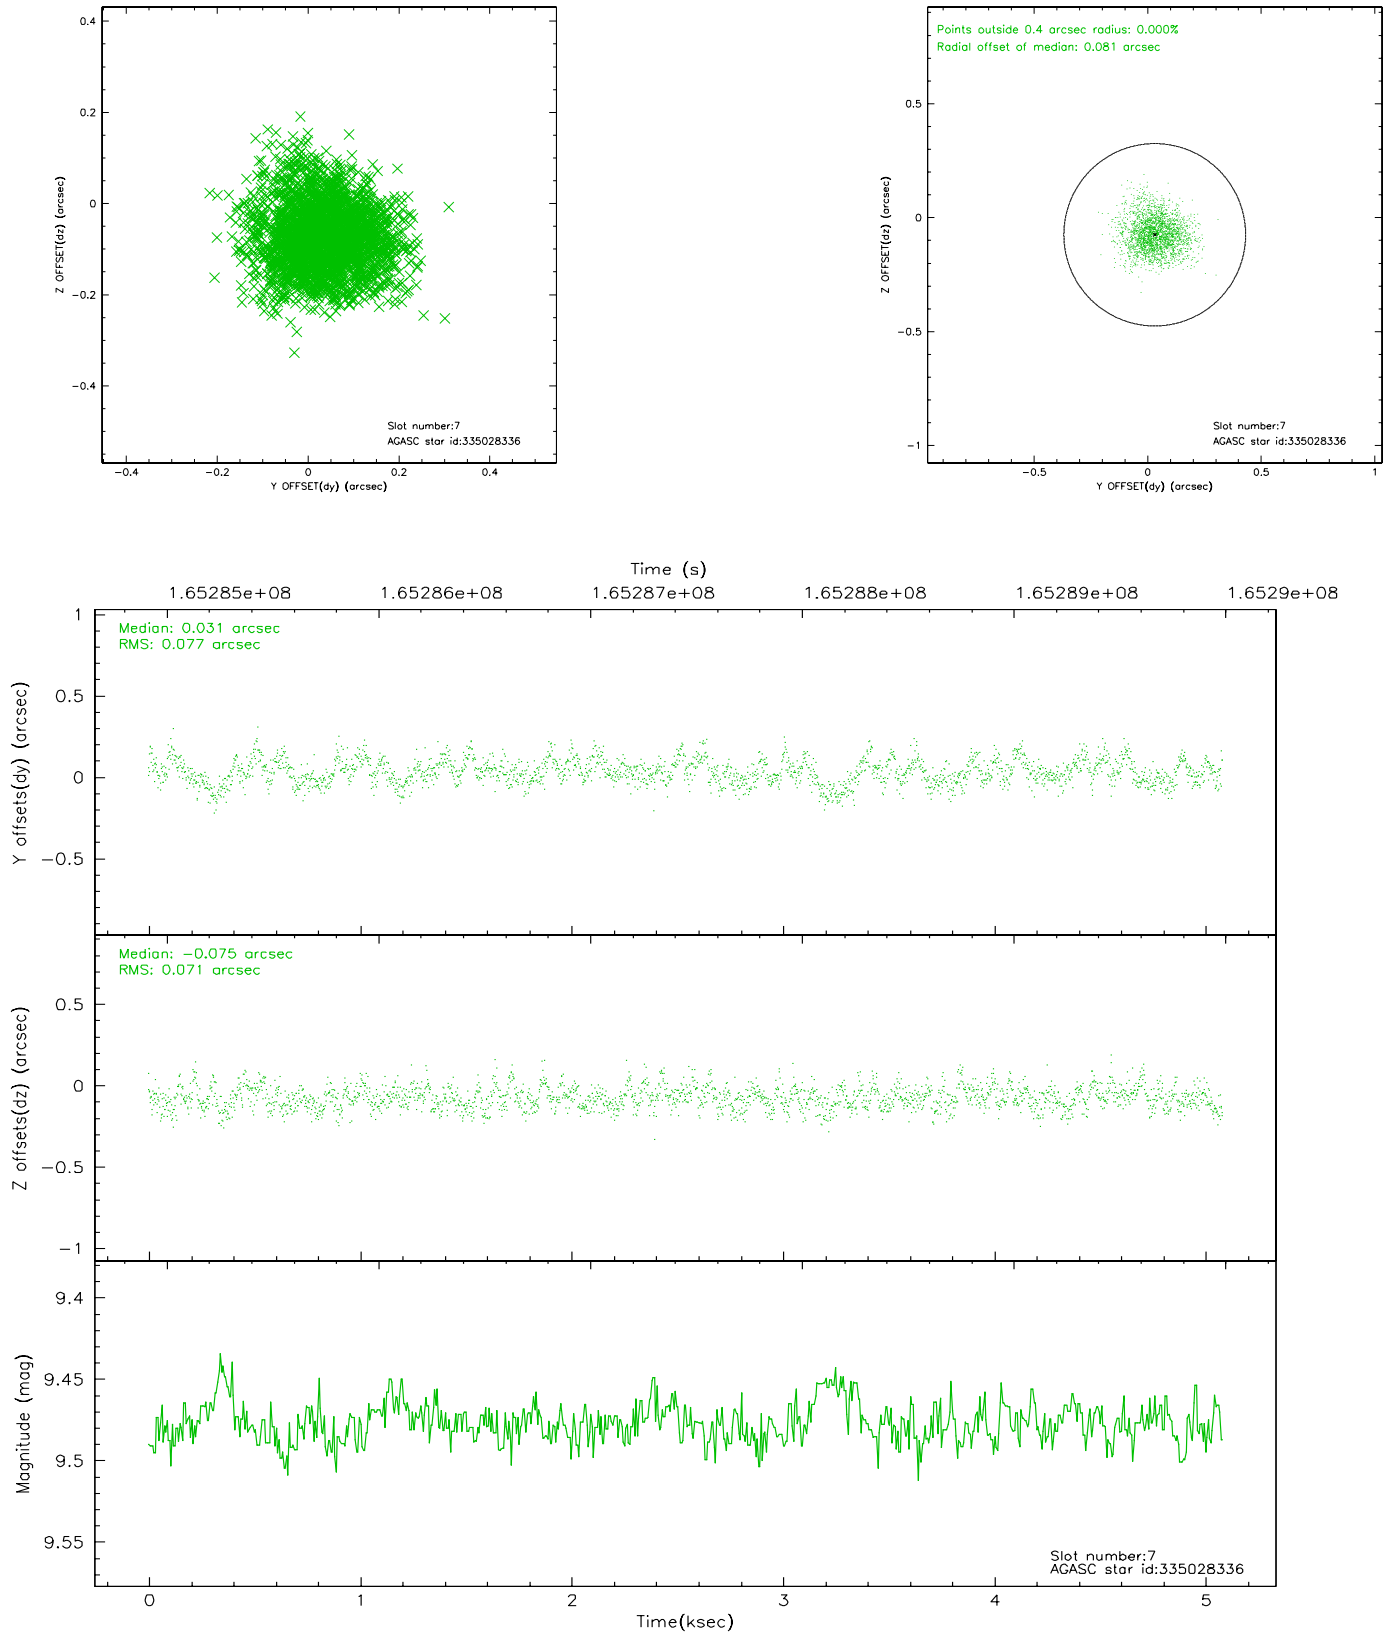 0.4
0.2
0
−0.2
−0.4
Z OFFSET(dz) (arcsec)
Slot number:7
AGASC star id:335028336
−0.4 −0.2 0 0.2 0.4
Y OFFSET(dy) (arcsec)
Points outside 0.4 arcsec radius: 0.000%
Radial offset of median: 0.081 arcsec
0.5
0
−0.5
−1
Z OFFSET(dz) (arcsec)
Slot number:7
AGASC star id:335028336
−0.5 0 0.5 1
Y OFFSET(dy) (arcsec)
Time (s)
1.65285e+08 1.65286e+08 1.65287e+08 1.65288e+08 1.65289e+08 1.6529e+08
Median: 0.031 arcsec
RMS: 0.077 arcsec
1
0.5
0
−0.5
Y offsets(dy) (arcsec)
Median: −0.075 arcsec
RMS: 0.071 arcsec
0.5
0
−0.5
−1
Z offsets(dz) (arcsec)
9.4
9.45
9.5
9.55
Magnitude (mag)
Slot number:7
AGASC star id:335028336
0 1 2 3 4 5
Time(ksec)